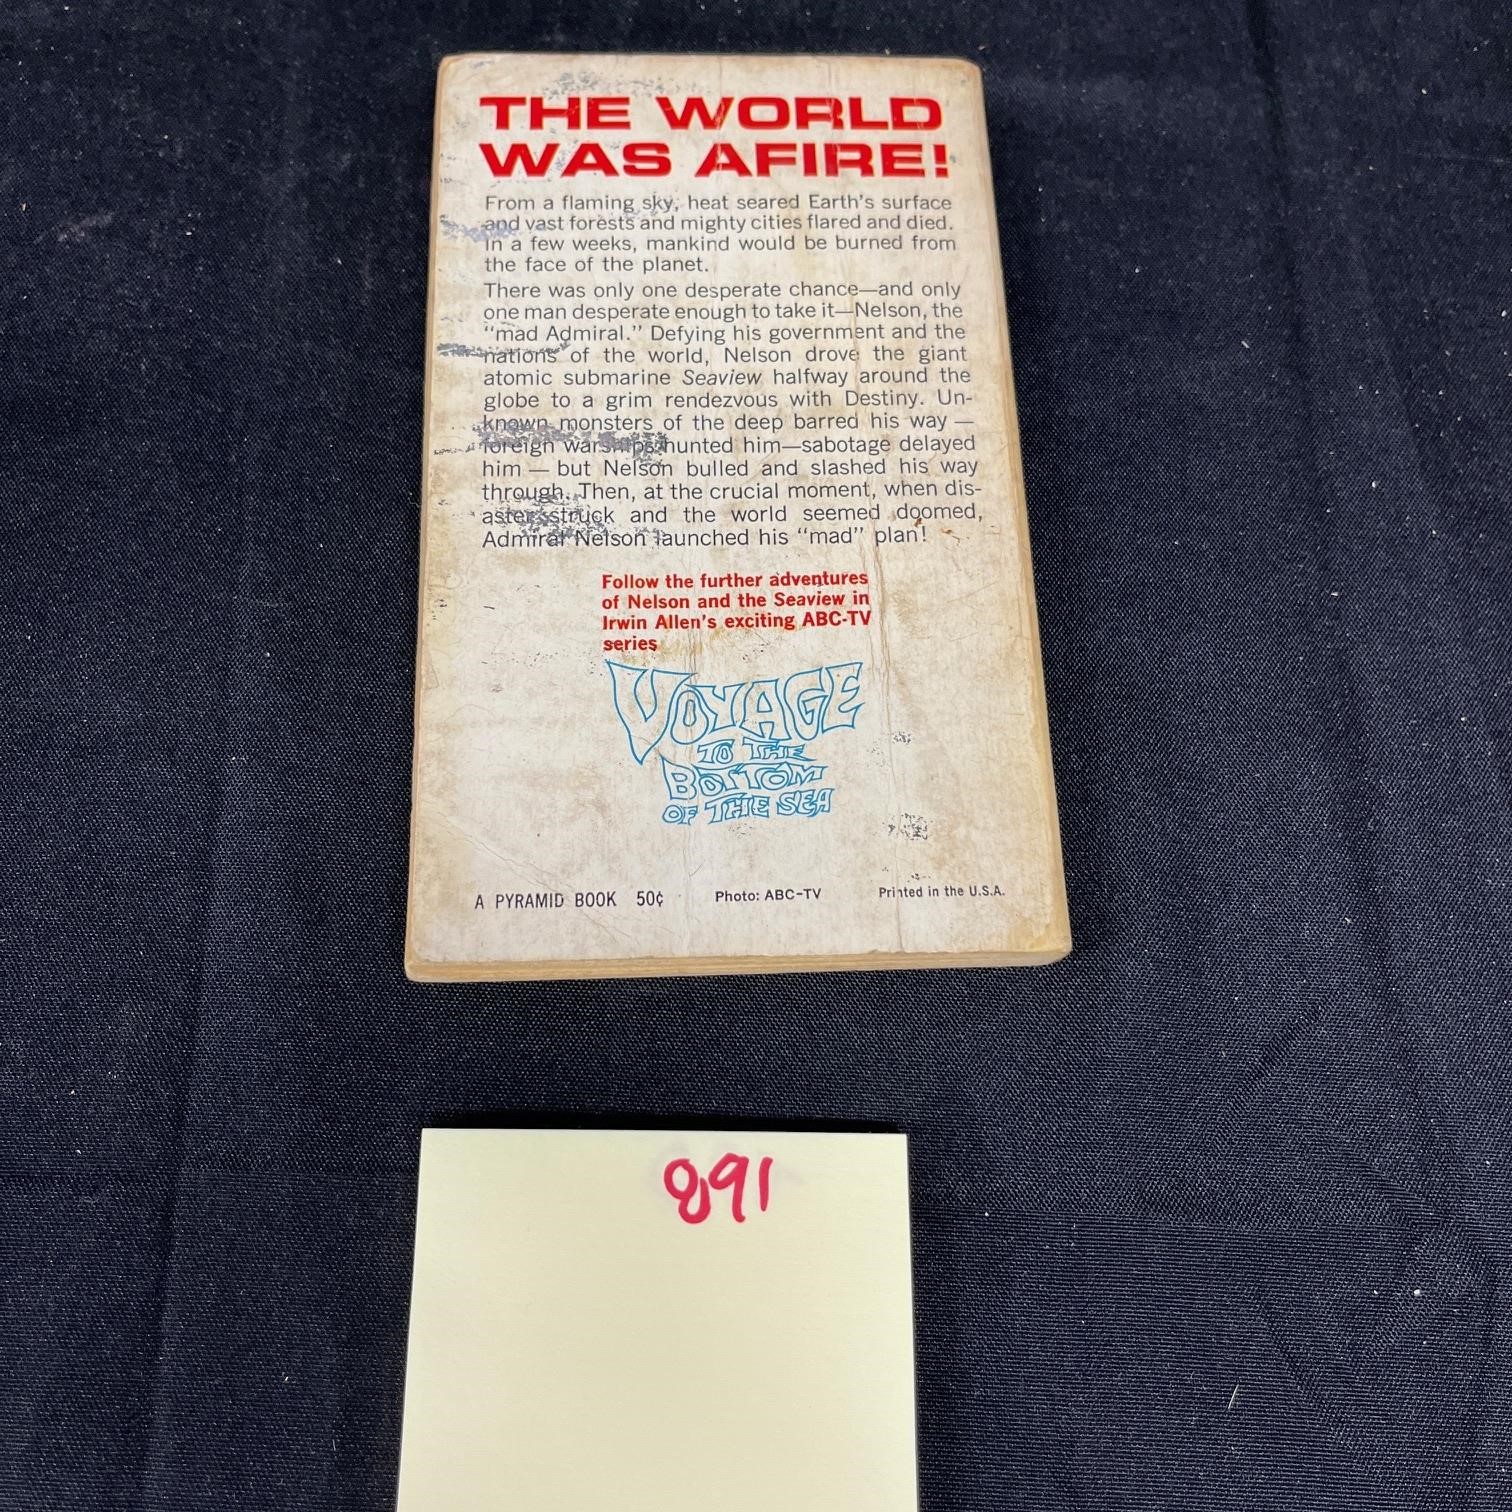 THE WORLD
WAS AFIRE!
From a flaming sky, heat seared Earth's surface
and vast forests and mighty cities flared and died.
In a few weeks, mankind would be burned from
the face of the planet.
There was only one desperate chance—and only
one man desperate enough to take it—Nelson, the
"mad Admiral." Defying his government and the
nations of the world, Nelson drove the giant
atomic submarine Seaview halfway around the
globe to a grim rendezvous with Destiny. Un-
known monsters of the deep barred his way —
foreign warships hunted him—sabotage delayed
him — but Nelson bulled and slashed his way
through. Then, at the crucial moment, when dis-
aster struck and the world seemed doomed,
Admiral Nelson launched his "mad" plan!
Follow the further adventures
of Nelson and the Seaview in
Irwin Allen's exciting ABC-TV
series
VOYAGE
TO THE
BOTTOM
OF THE SEA
A PYRAMID BOOK 50¢ Photo: ABC-TV Printed in the U.S.A.
891